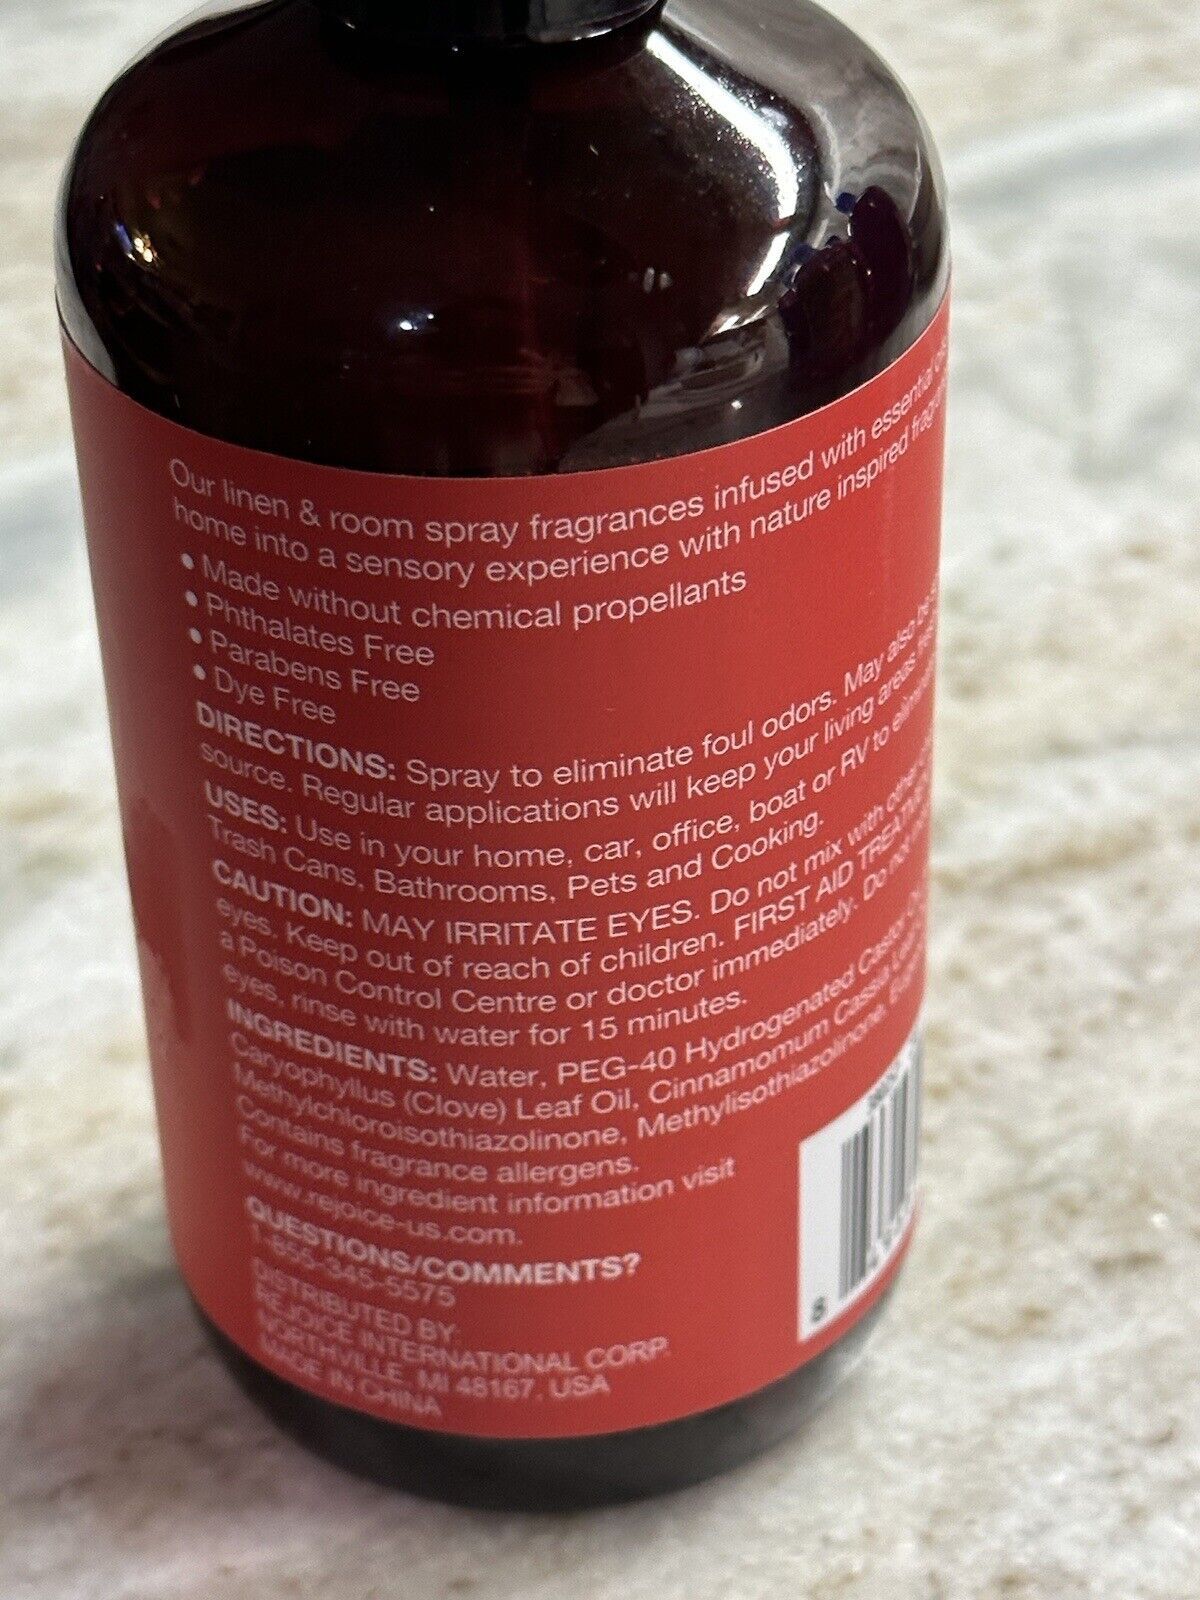 Our linen & room spray fragrances infused with essential
home into a sensory experience with nature inspired
• Made without chemical propellants
• Phthalates Free
• Parabens Free
• Dye Free
DIRECTIONS: Spray to eliminate foul odors. May also be
source. Regular applications will keep your living areas
USES: Use in your home, car, office, boat or RV to
Trash Cans, Bathrooms, Pets and Cooking.
CAUTION: MAY IRRITATE EYES. Do not mix with
eyes. Keep out of reach of children. FIRST AID
a Poison Control Centre or doctor immediately. Do not
eyes, rinse with water for 15 minutes.
INGREDIENTS: Water, PEG-40 Hydrogenated Castor
Caryophyllus (Clove) Leaf Oil, Cinnamomum Cassia
Methylchloroisothiazolinone, Methylisothiazolinone.
Contains fragrance allergens.
For more ingredient information visit
www.rejoice-us.com.
QUESTIONS/COMMENTS?
1-855-345-5575
DISTRIBUTED BY:
REJOICE INTERNATIONAL CORP.
NORTHVILLE, MI 48167, USA
MADE IN CHINA
8